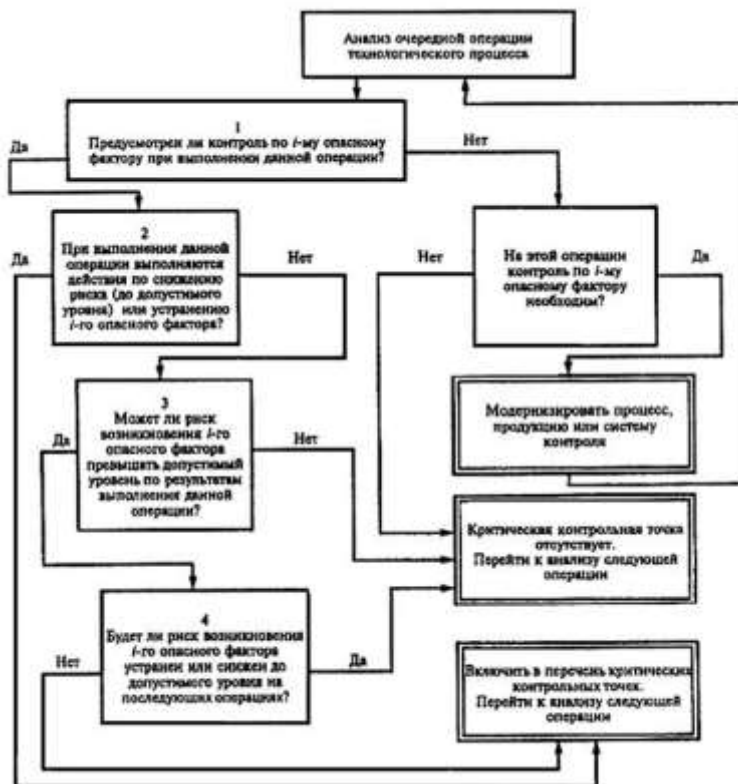 Анализ очередной операции
технологического процесса
1
Предусмотрен ли контроль по i-му опасному
фактору при выполнении данной операции?
Да
Нет
2
При выполнении данной
операции выполняются
действия по снижению
риска (до допустимого
уровня) или устранению
i-го опасного фактора?
Да
Нет
На этой операции
контроль по i-му
опасному фактору
необходим?
Нет
Да
3
Может ли риск
возникновения i-го
опасного фактора
превышать допустимый
уровень по результатам
выполнения данной
операции?
Да
Нет
Модернизировать процесс,
продукцию или систему
контроля
Критическая контрольная точка
отсутствует.
Перейти к анализу следующей
операции
4
Будет ли риск возникновения
i-го опасного фактора
устранен или снижен до
допустимого уровня на
последующих операциях?
Нет
Да
Включить в перечень критических
контрольных точек.
Перейти к анализу следующей
операции